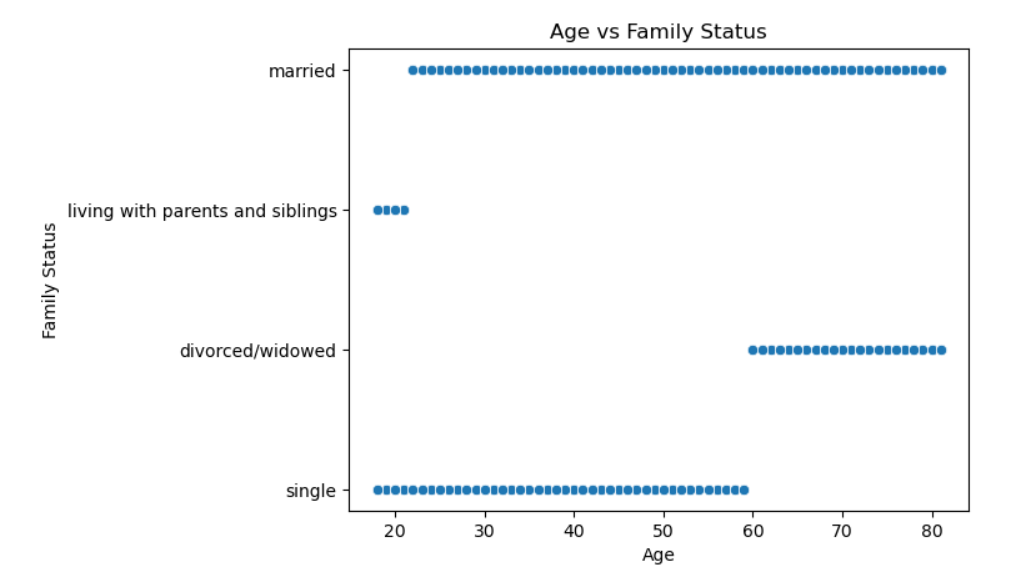 Age vs Family Status
married
living with parents and siblings
divorced/widowed
single
Family Status
20 30 40 50 60 70 80
Age